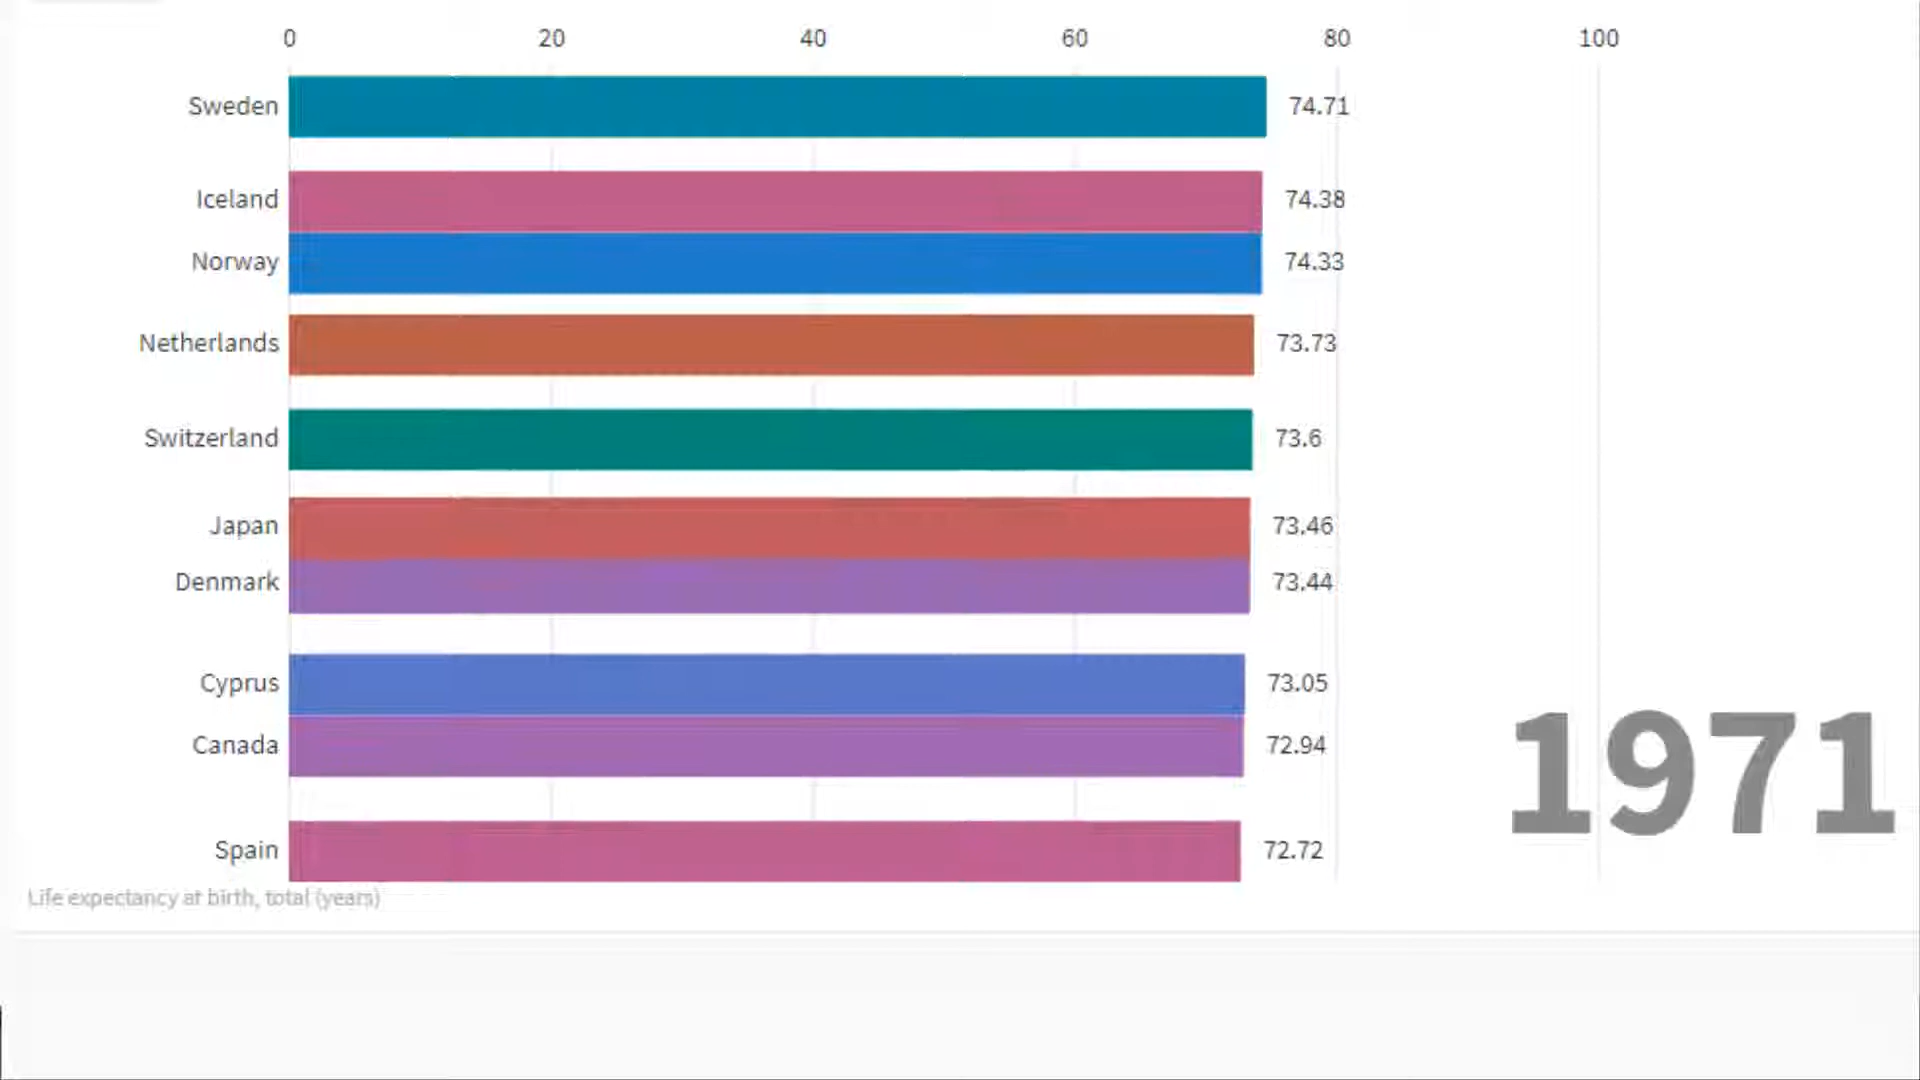 0 20 40 60 80 100
Sweden 74.71
Iceland 74.38
Norway 74.33
Netherlands 73.73
Switzerland 73.6
Japan 73.46
Denmark 73.44
Cyprus 73.05
Canada 72.94
Spain 72.72
1971
Life expectancy at birth, total (years)